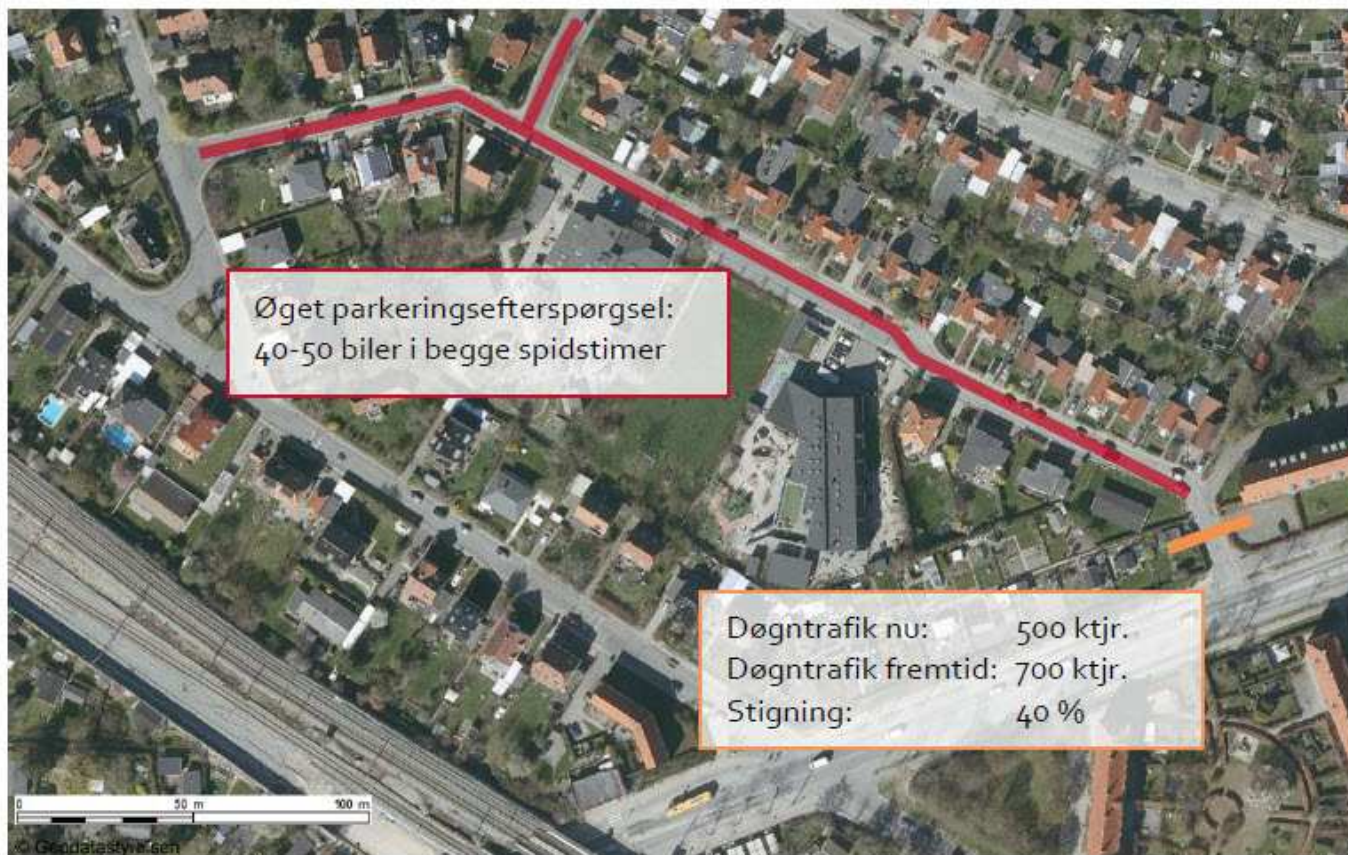 Øget parkeringsefterspørgsel:
40-50 biler i begge spidstimer
Døgntrafik nu: 500 ktjr.
Døgntrafik fremtid: 700 ktjr.
Stigning: 40 %
0 50 m 100 m
© Geodatastyrelsen